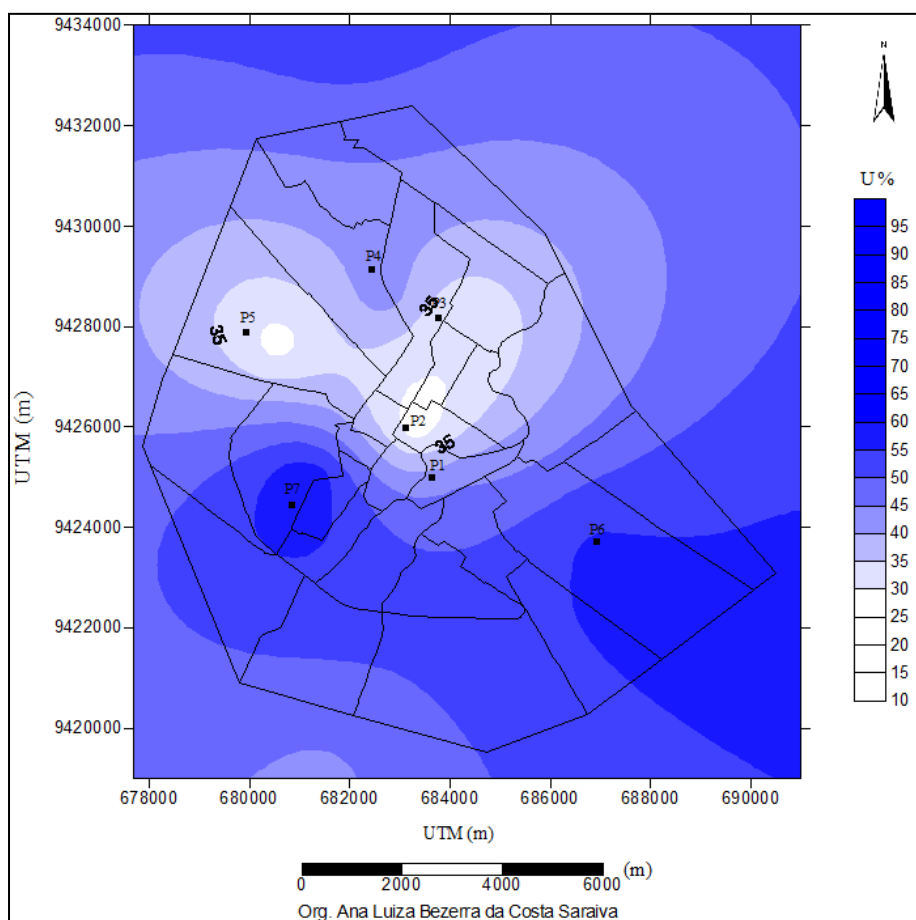 9434000
9432000
9430000
9428000
9426000
9424000
9422000
9420000
UTM (m)
N
U%
95
90
85
80
75
70
65
60
55
50
45
40
35
30
25
20
15
10
P4
35
P3
P5
35
P2
35
P1
P7
P6
678000 680000 682000 684000 686000 688000 690000
UTM (m)
(m)
0 2000 4000 6000
Org. Ana Luiza Bezerra da Costa Saraiva